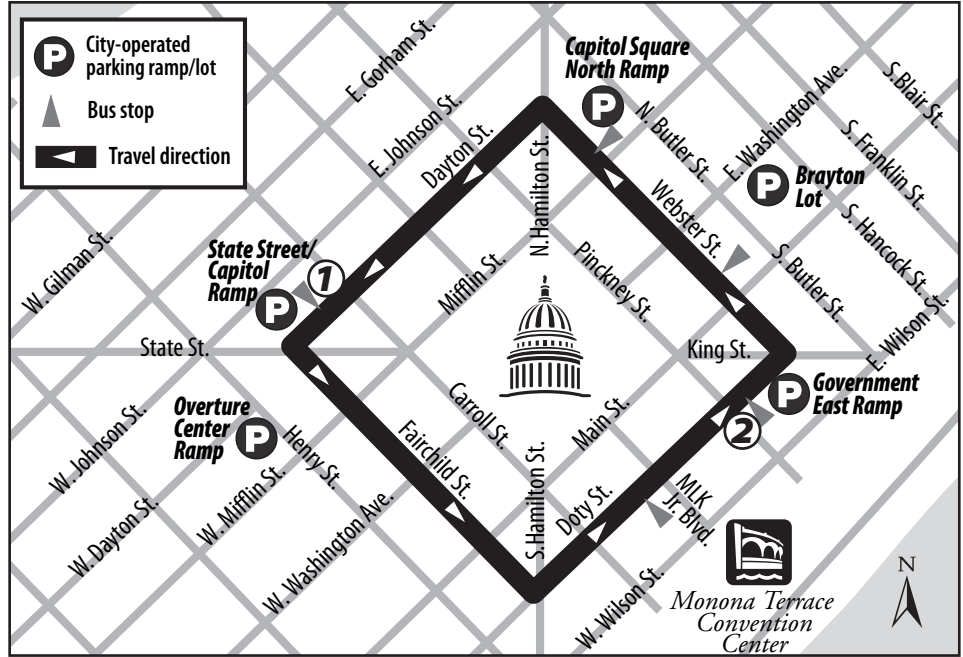 City-operated
parking ramp/lot
Bus stop
Travel direction
E. Gorham St.
E. Johnson St.
Dayton St.
Capitol Square
North Ramp
N. Butler St.
E. Washington Ave.
S.Blair St.
S. Franklin St.
Brayton
Lot
S. Hancock St.
Webster St.
S. Butler St.
E. Wilson St.
N.Hamilton St.
Pinckney St.
Mifflin St.
W. Gilman St.
State Street/
Capitol
Ramp
1
State St.
King St.
Government
East Ramp
2
W. Johnson St.
Overture
Center
Ramp
Henry St.
Carroll St.
Fairchild St.
Main St.
W. Dayton St.
W. Mifflin St.
W. Washington Ave.
S.Hamilton St.
Doty St.
MLK
Jr. Blvd.
W. Wilson St.
Monona Terrace
Convention
Center
N
P
P
P
P
P
P